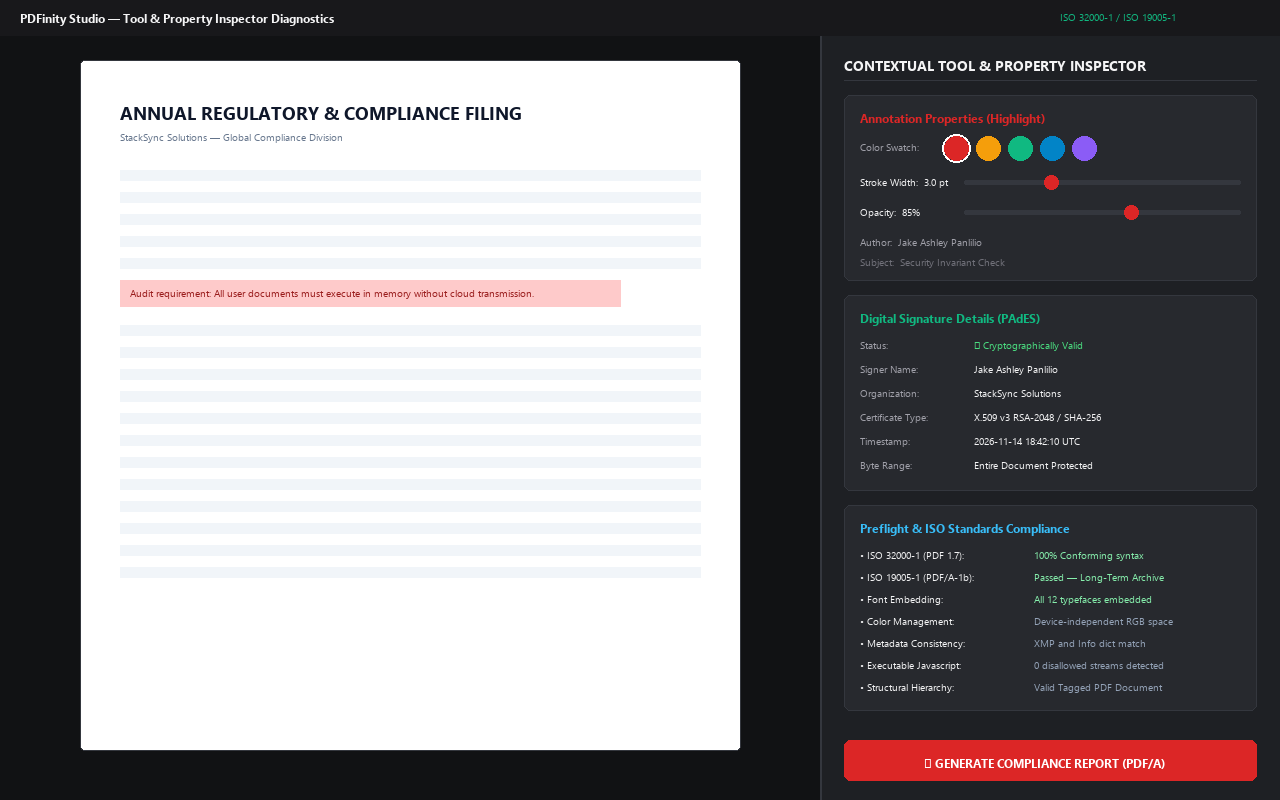 PDFinity Studio — Tool & Property Inspector Diagnostics
ISO 32000-1 / ISO 19005-1
ANNUAL REGULATORY & COMPLIANCE FILING
StackSync Solutions — Global Compliance Division
Audit requirement: All user documents must execute in memory without cloud transmission.
CONTEXTUAL TOOL & PROPERTY INSPECTOR
Annotation Properties (Highlight)
Color Swatch:
Stroke Width: 3.0 pt
Opacity: 85%
Author: Jake Ashley Panlilio
Subject: Security Invariant Check
Digital Signature Details (PAdES)
Status: Cryptographically Valid
Signer Name: Jake Ashley Panlilio
Organization: StackSync Solutions
Certificate Type: X.509 v3 RSA-2048 / SHA-256
Timestamp: 2026-11-14 18:42:10 UTC
Byte Range: Entire Document Protected
Preflight & ISO Standards Compliance
• ISO 32000-1 (PDF 1.7): 100% Conforming syntax
• ISO 19005-1 (PDF/A-1b): Passed — Long-Term Archive
• Font Embedding: All 12 typefaces embedded
• Color Management: Device-independent RGB space
• Metadata Consistency: XMP and Info dict match
• Executable Javascript: 0 disallowed streams detected
• Structural Hierarchy: Valid Tagged PDF Document
GENERATE COMPLIANCE REPORT (PDF/A)